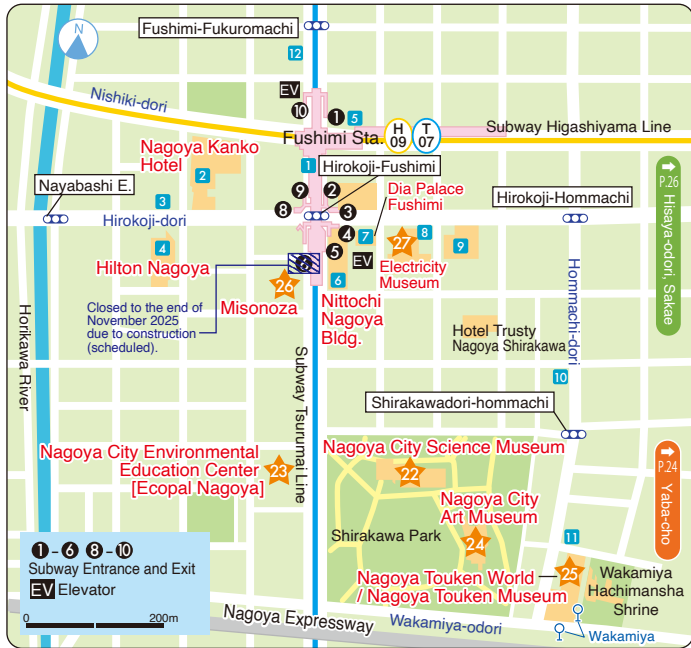 Fushimi-Fukuromachi
N
12
EV
10
1
5
Nishiki-dori
Fushimi Sta.
H
09
T
07
Subway Higashiyama Line
Nagoya Kanko
Hotel
2
1
Hirokoji-Fushimi
P.26
Hisaya-odori, Sakae
Nayabashi E.
3
9
2
Dia Palace
Fushimi
Hirokoji-Hommachi
Hirokoji-dori
8
3
4
4
7
27
8
9
5
EV
Electricity
Museum
Hilton Nagoya
6
26
Misonoza
6
Nittochi
Nagoya
Bldg.
Closed to the end of
November 2025
due to construction
(scheduled).
Hommachi-dori
Horikawa River
Hotel Trusty
Nagoya Shirakawa
Subway Tsurumai Line
10
Shirakawadori-hommachi
Nagoya City Environmental
Education Center
[Ecopal Nagoya]
23
Nagoya City Science Museum
22
P.24
Yaba-cho
Nagoya City
Art Museum
Shirakawa Park
24
11
Nagoya Touken World
/ Nagoya Touken Museum
25
Wakamiya
Hachimansha
Shrine
1 - 6 8 - 10
Subway Entrance and Exit
EV Elevator
0 200m
Nagoya Expressway
Wakamiya-odori
Wakamiya